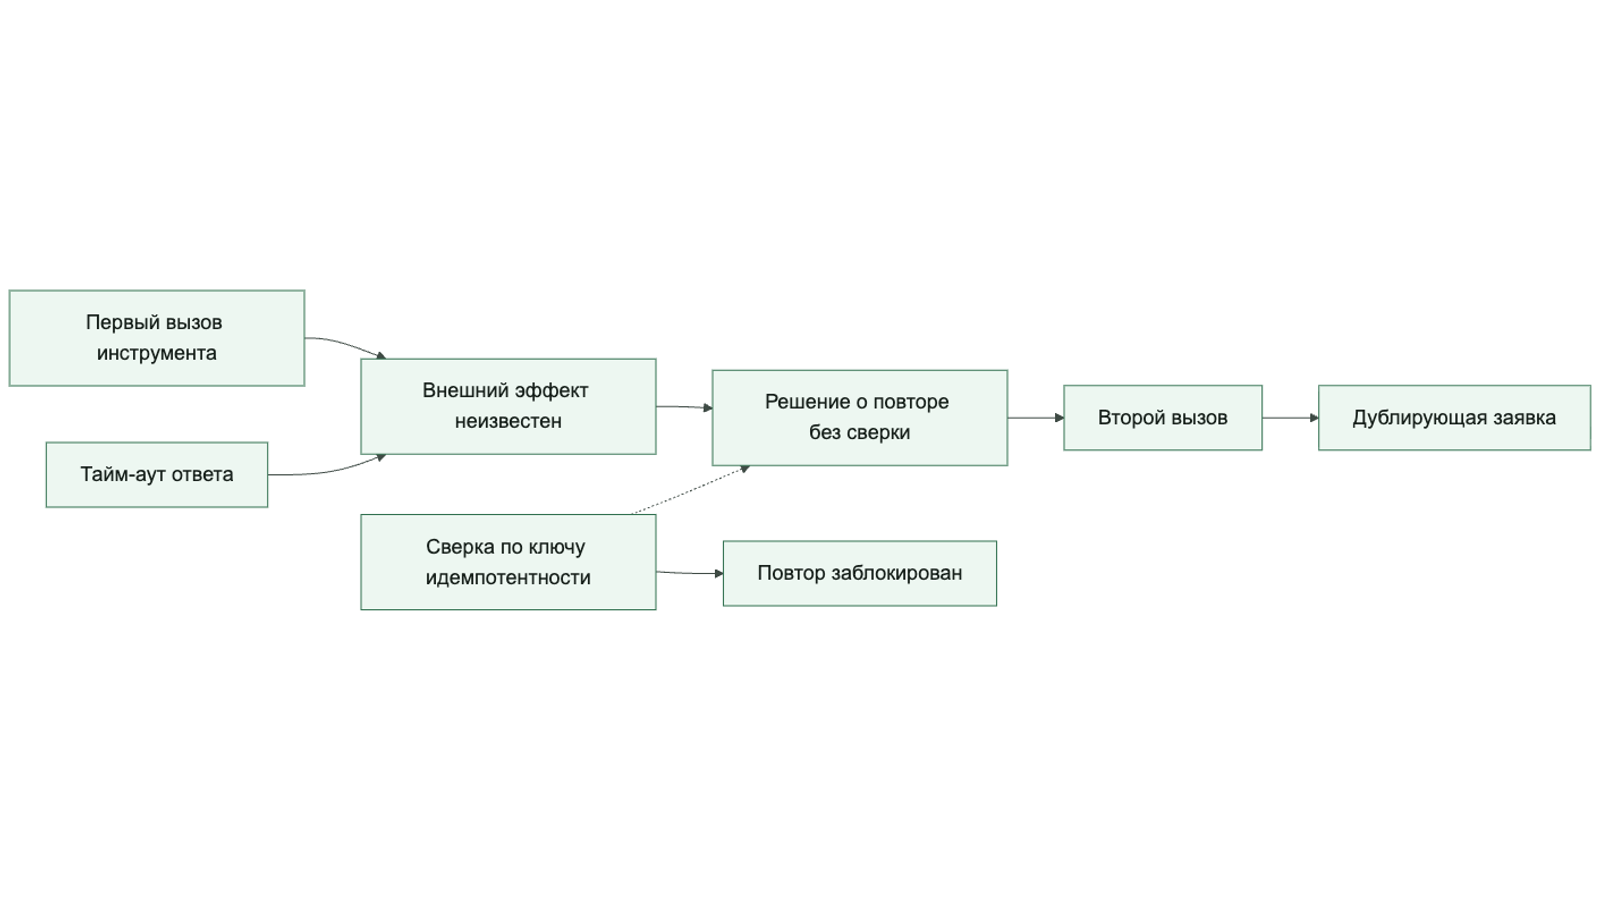 Первый вызов
инструмента
Тайм-аут ответа
Внешний эффект
неизвестен
Сверка по ключу
идемпотентности
Решение о повторе
без сверки
Повтор заблокирован
Второй вызов
Дублирующая заявка